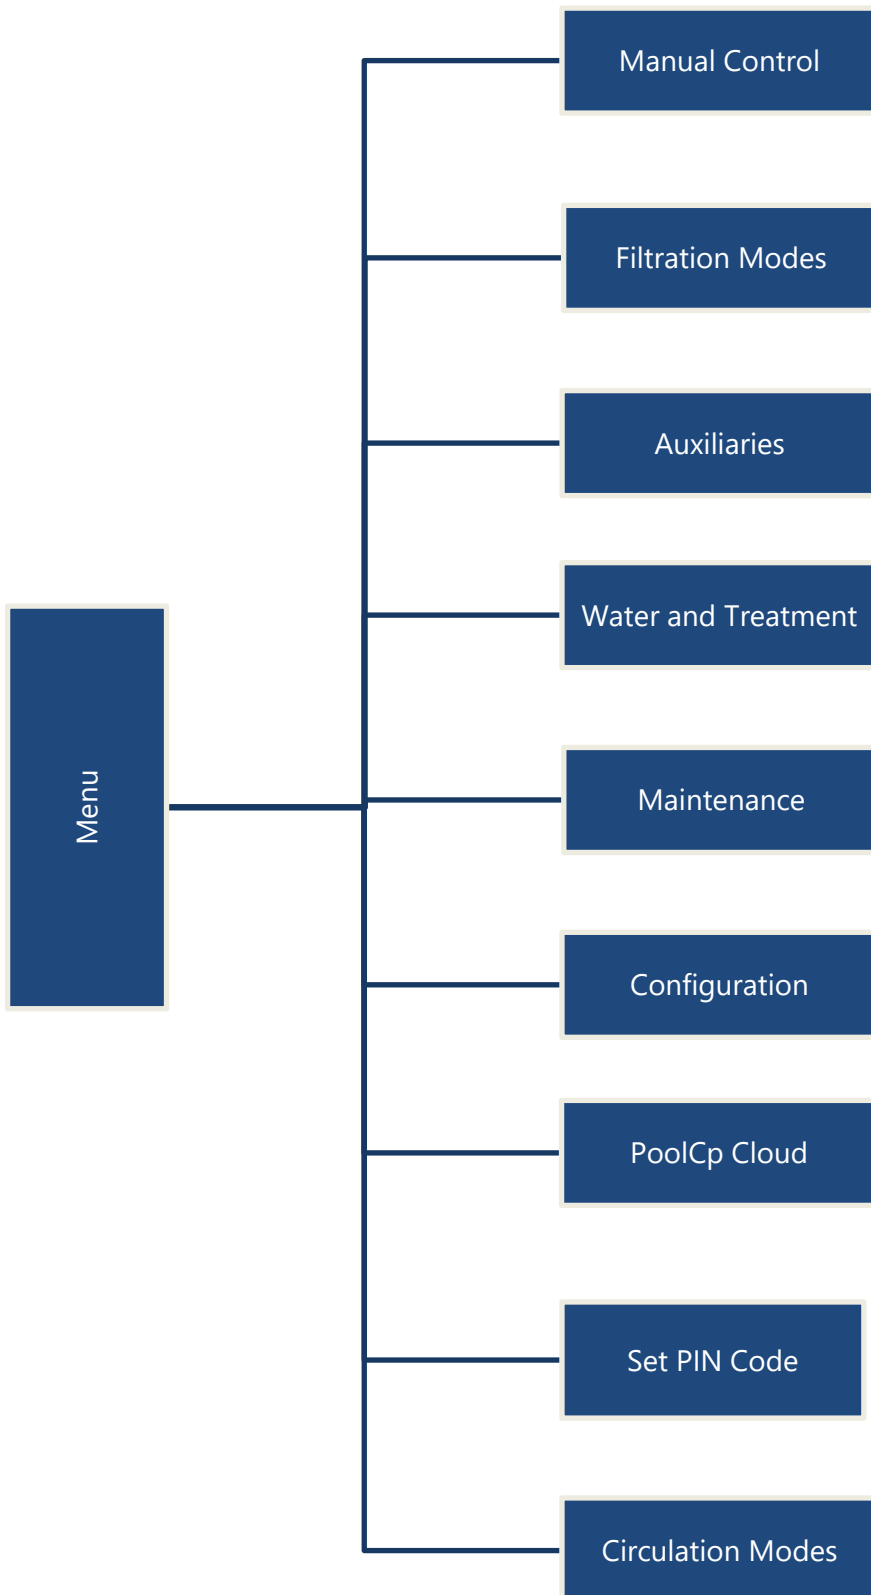 Manual Control
Filtration Modes
Auxiliaries
Water and Treatment
Menu
Maintenance
Configuration
PoolCp Cloud
Set PIN Code
Circulation Modes